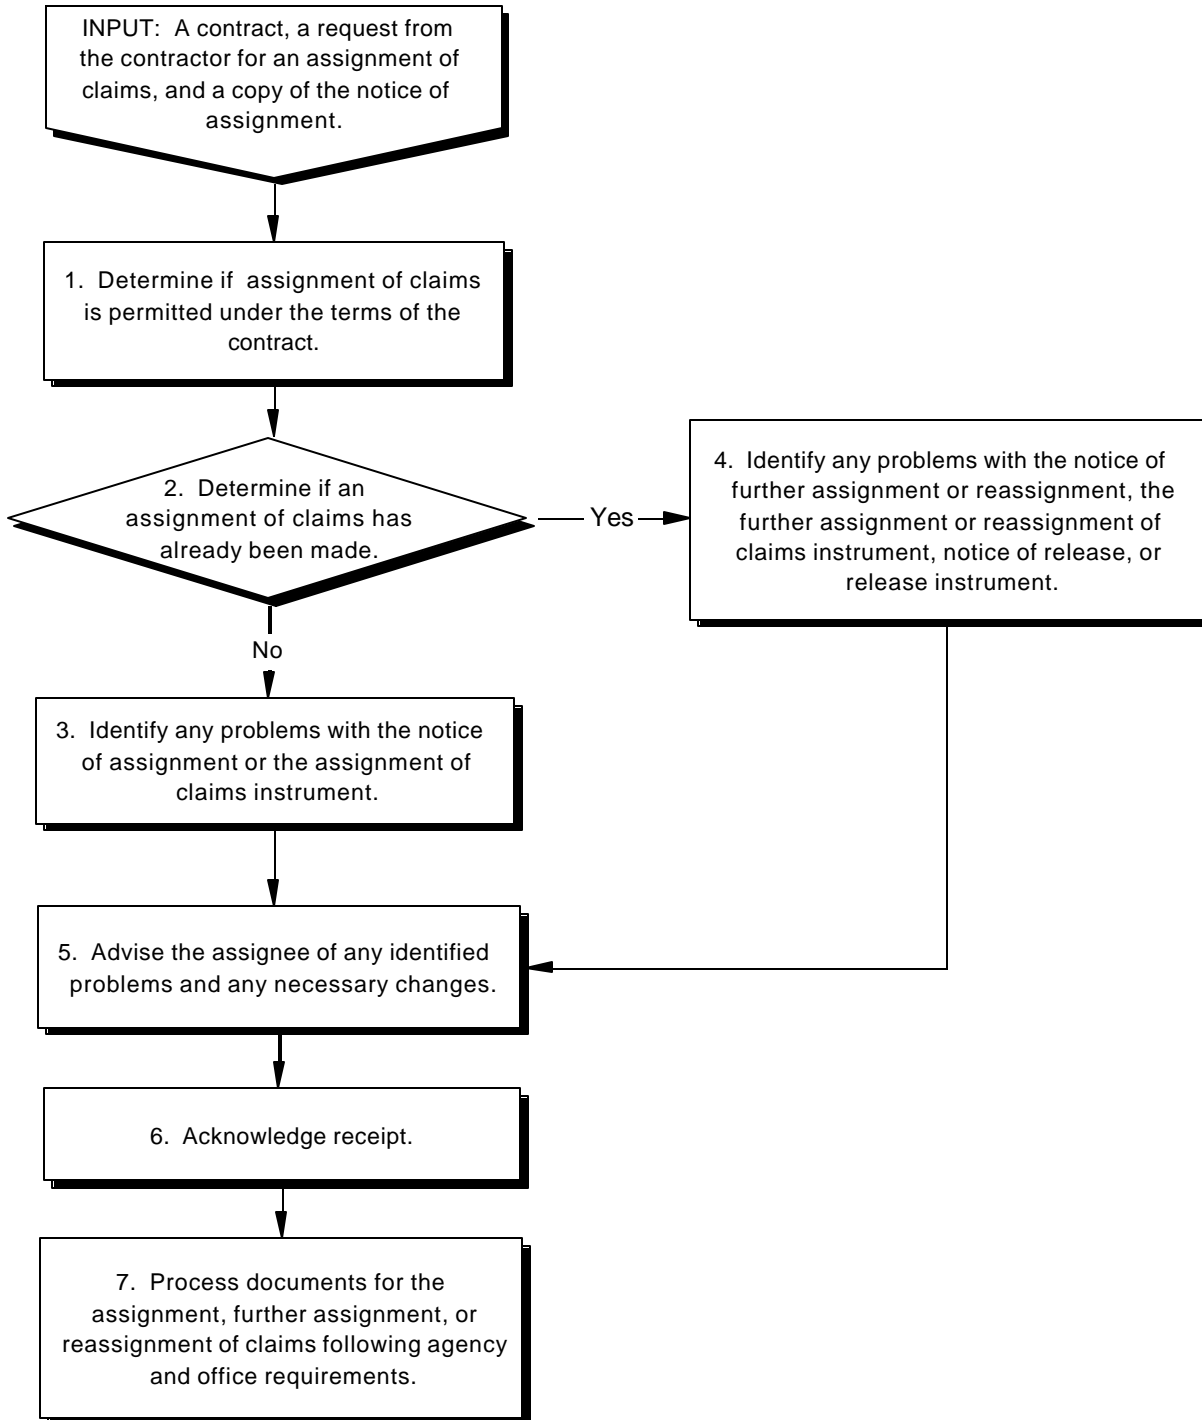 INPUT: A contract, a request from
the contractor for an assignment of
claims, and a copy of the notice of
assignment.
1. Determine if assignment of claims
is permitted under the terms of the
contract.
2. Determine if an
assignment of claims has
already been made.
Yes
4. Identify any problems with the notice of
further assignment or reassignment, the
further assignment or reassignment of
claims instrument, notice of release, or
release instrument.
No
3. Identify any problems with the notice
of assignment or the assignment of
claims instrument.
5. Advise the assignee of any identified
problems and any necessary changes.
6. Acknowledge receipt.
7. Process documents for the
assignment, further assignment, or
reassignment of claims following agency
and office requirements.